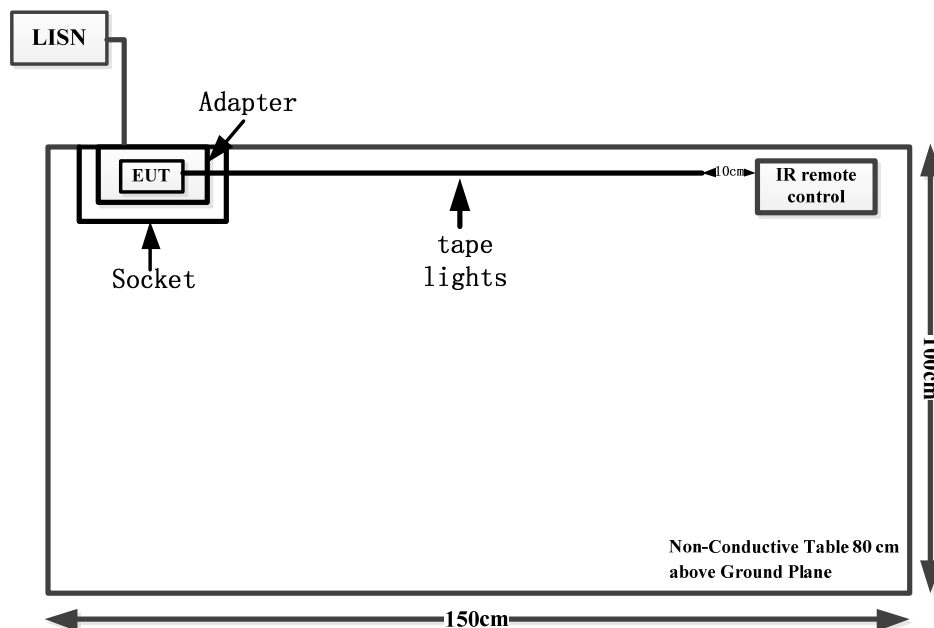 LISN
Adapter
EUT
10cm
IR remote
control
Socket
tape
lights
100cm
Non-Conductive Table 80 cm
above Ground Plane
150cm